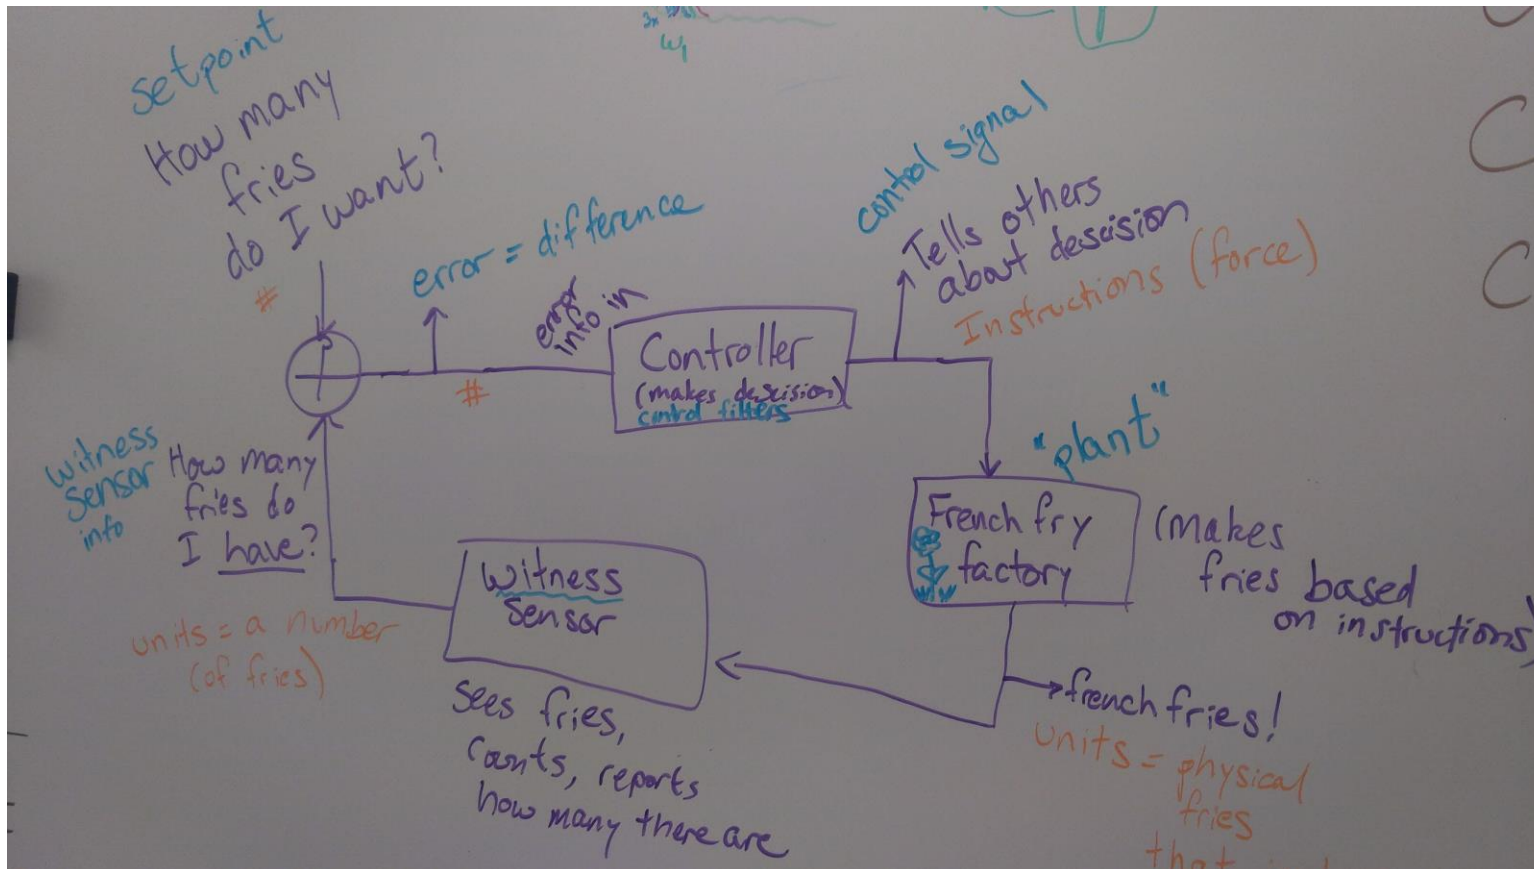 setpoint
How many
fries
do I want?
#
error = difference
#
error
info in
Controller
(makes descision)
control filters
control signal
Tells others
about descision
Instructions (force)
"plant"
French fry
factory
(makes
fries based
on instructions)
french fries!
units = physical
fries
that
Witness
Sensor
Sees fries,
Counts, reports
how many there are
witness
sensor
info
How many
fries do
I have?
units = a number
(of fries)
W1